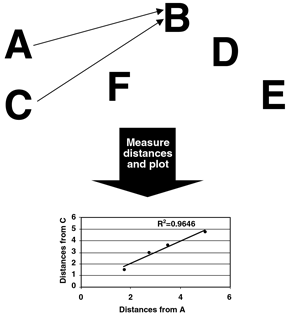 B
A
D
F
C
E
Measure
distances
and plot
R²=0.9646
Distances from C
6
5
4
3
2
1
0
0 2 4 6
Distances from A